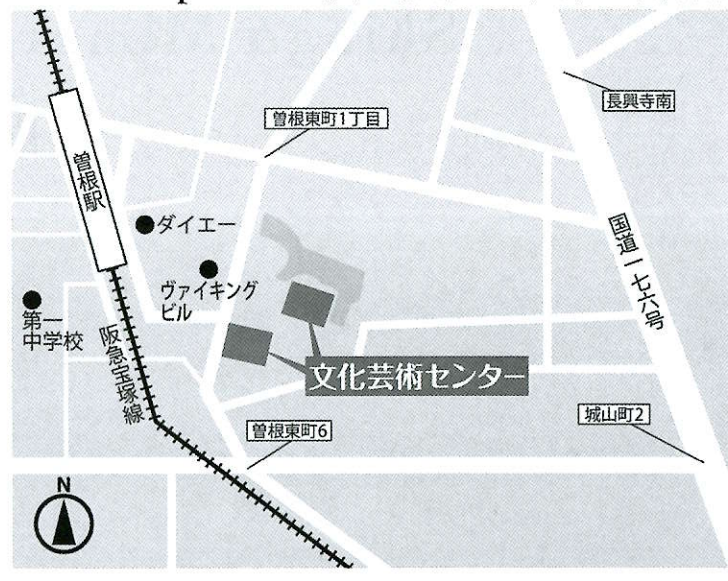 長興寺南
曽根東町1丁目
曽根駅
ダイエー
国道一七六号
ヴァイキング
ビル
第一
中学校
阪急宝塚線
文化芸術センター
城山町2
曽根東町6
N